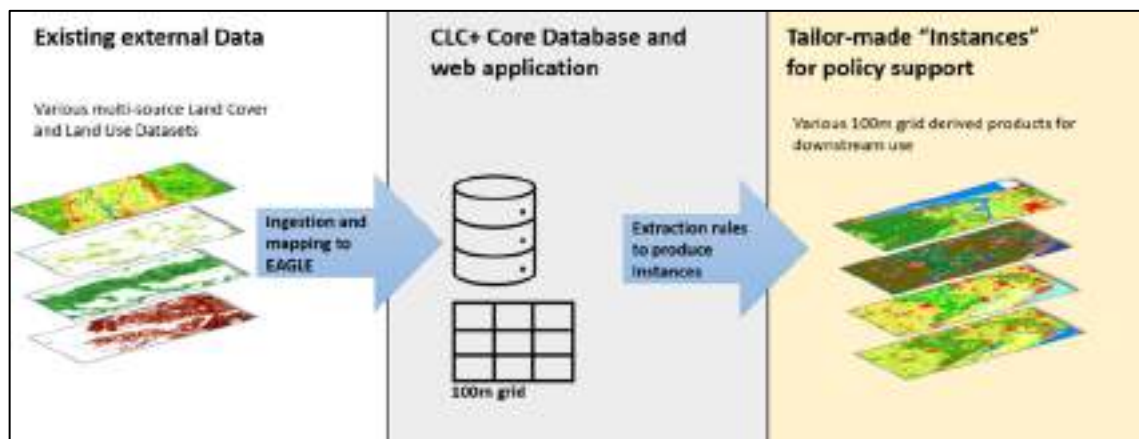 Existing external Data
Various multi-source Land Cover
and Land Use Datasets
Ingestion and
mapping to
EAGLE
CLC+ Core Database and
web application
100m grid
Extraction rules
to produce
Instances
Tailor-made "Instances"
for policy support
Various 100m grid derived products for
downstream use